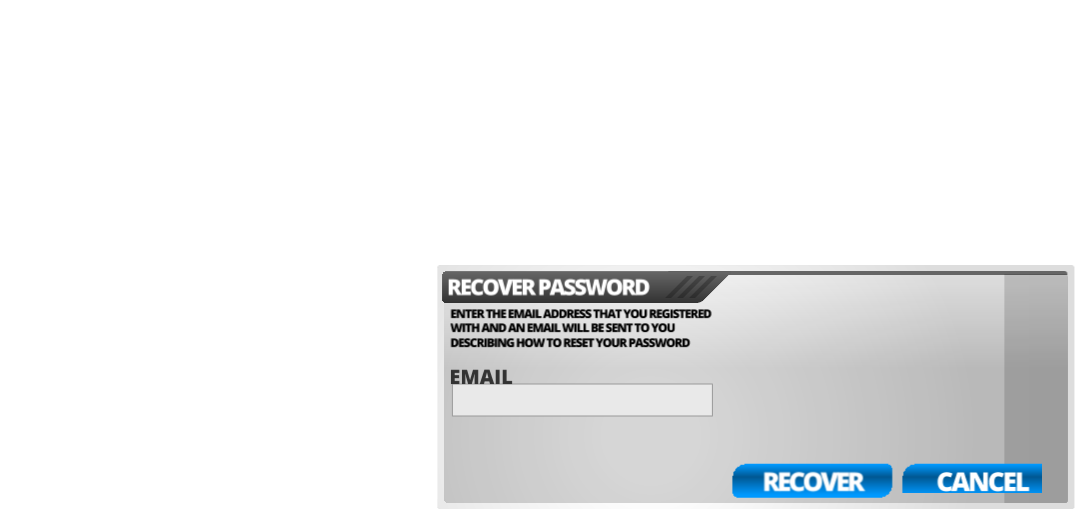 RECOVER PASSWORD
ENTER THE EMAIL ADDRESS THAT YOU REGISTERED
WITH AND AN EMAIL WILL BE SENT TO YOU
DESCRIBING HOW TO RESET YOUR PASSWORD
EMAIL
RECOVER CANCEL